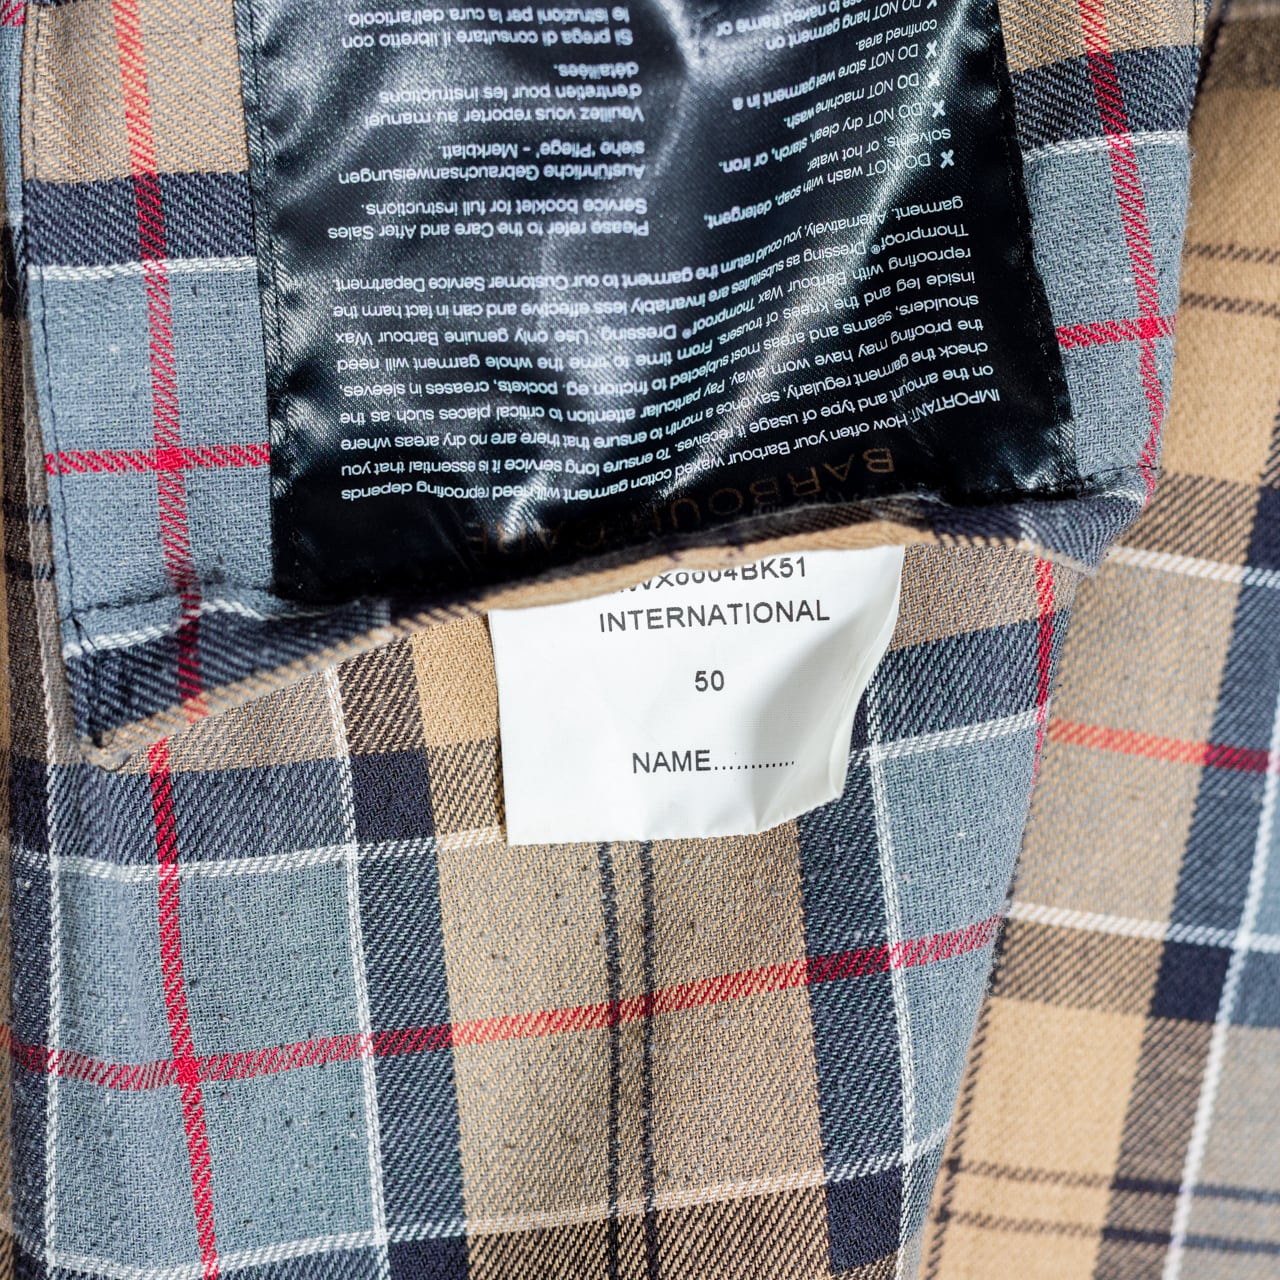 BARBOUR CARE
IMPORTANT: How often your Barbour waxed cotton garment will need reproofing depends
on the amount and type of usage it receives. To ensure long service it is essential that you
check the garment regularly, say once a month to ensure that there are no dry areas where
the proofing may have worn away. Pay particular attention to critical places such as the
shoulders, seams and areas most subjected to friction eg. pockets, creases in sleeves,
inside leg and the knees of trousers. From time to time the whole garment will need
reproofing with Barbour Wax Thornproof® Dressing. Use only genuine Barbour Wax
Thornproof® Dressing as substitutes are invariably less effective and can in fact harm the
garment. Alternatively, you could return the garment to our Customer Service Department.
✘ DO NOT wash with soap, detergent,
solvents, or hot water.
✘ DO NOT dry clean, starch, or iron.
✘ DO NOT machine wash.
✘ DO NOT store wet garment in a
confined area.
✘ DO NOT hang garment on
to naked flame or
Please refer to the Care and After Sales
Service booklet for full instructions.
Ausführliche Gebrauchsanweisungen
siehe 'Pflege' - Merkblatt.
Veuillez vous reporter au manuel
d'entretien pour les instructions
détaillées.
Si prega di consultare il libretto con
le istruzioni per la cura dell'articolo
INTERNATIONAL
50
NAME............